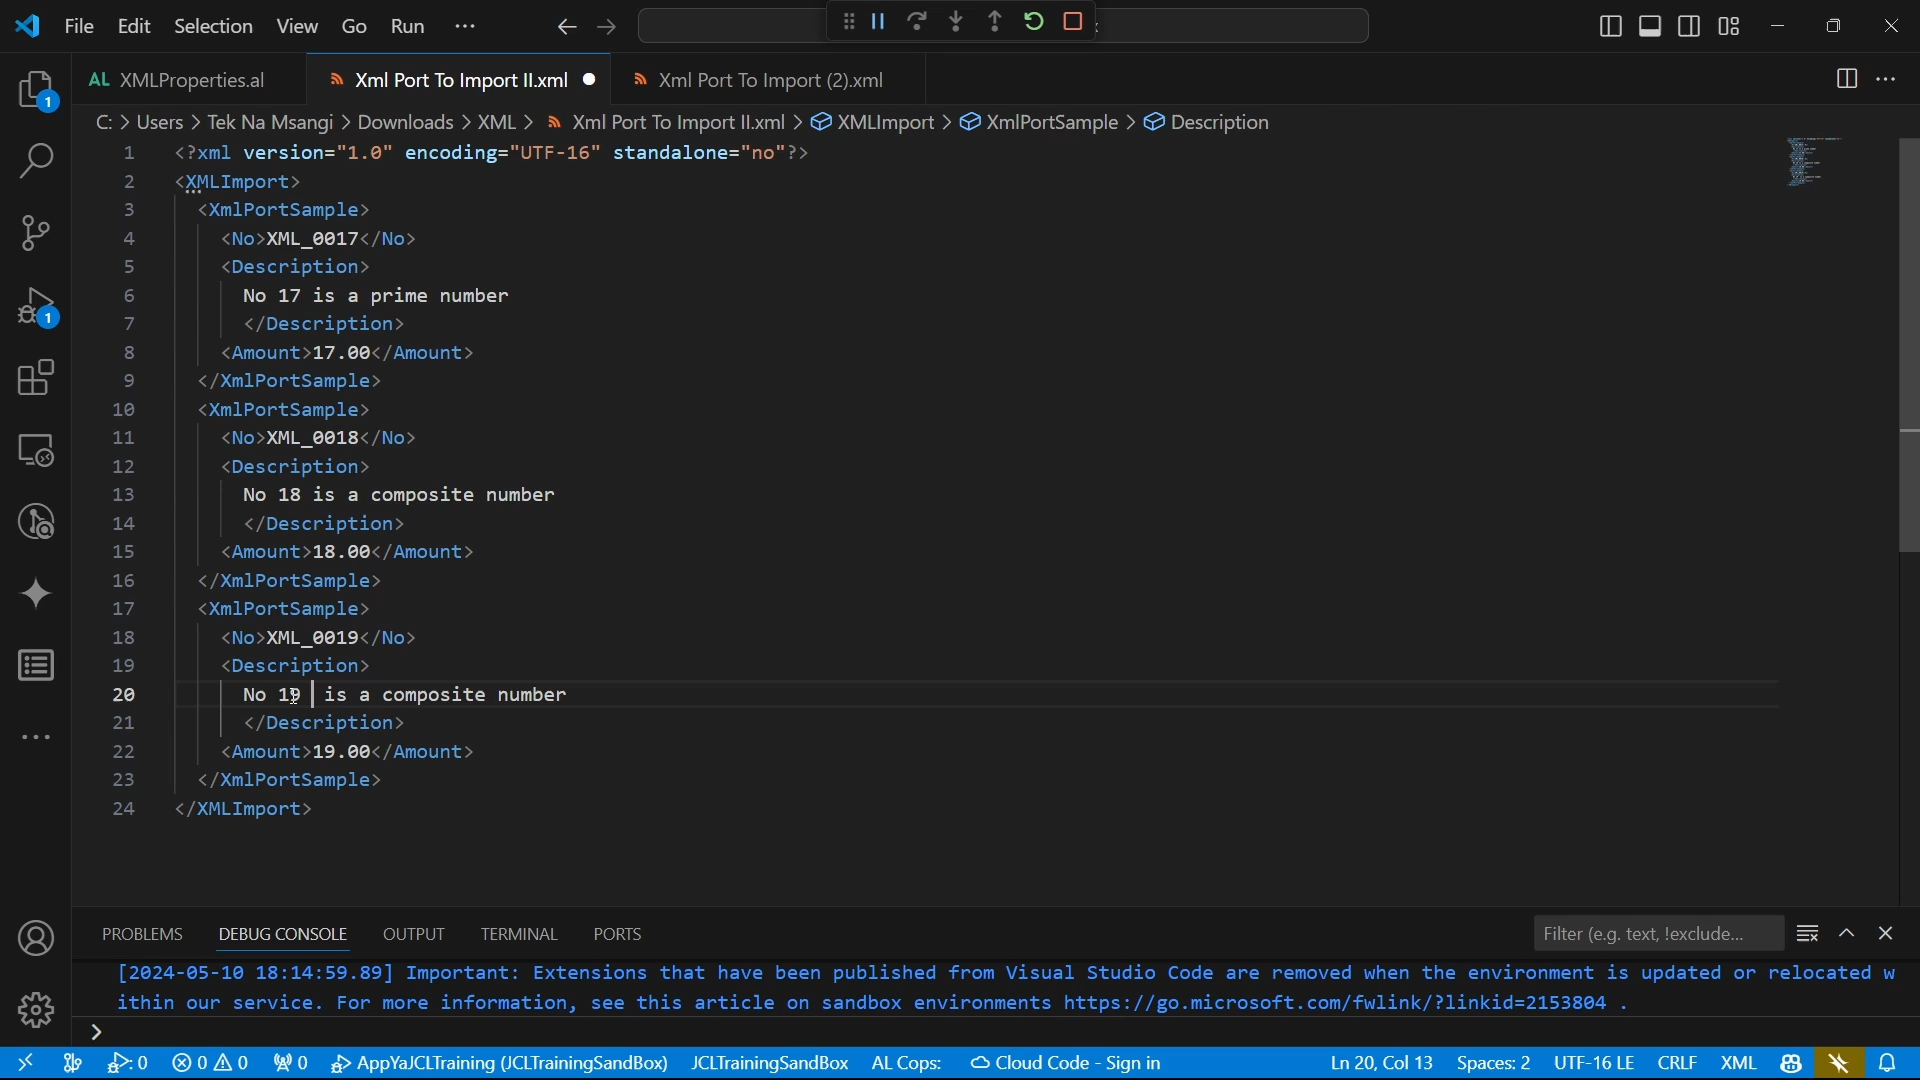 File Edit Selection View Go Run ···
AL XMLProperties.al Xml Port To Import II.xml Xml Port To Import (2).xml
C: > Users > Tek Na Msangi > Downloads > XML > Xml Port To Import II.xml > XMLImport > XmlPortSample > Description
1 <?xml version="1.0" encoding="UTF-16" standalone="no"?>
2 <XMLImport>
3 <XmlPortSample>
4 <No>XML_0017</No>
5 <Description>
6 No 17 is a prime number
7 </Description>
8 <Amount>17.00</Amount>
9 </XmlPortSample>
10 <XmlPortSample>
11 <No>XML_0018</No>
12 <Description>
13 No 18 is a composite number
14 </Description>
15 <Amount>18.00</Amount>
16 </XmlPortSample>
17 <XmlPortSample>
18 <No>XML_0019</No>
19 <Description>
20 No 19 is a composite number
21 </Description>
22 <Amount>19.00</Amount>
23 </XmlPortSample>
24 </XMLImport>
1
1
PROBLEMS DEBUG CONSOLE OUTPUT TERMINAL PORTS Filter (e.g. text, !exclude...
[2024-05-10 18:14:59.89] Important: Extensions that have been published from Visual Studio Code are removed when the environment is updated or relocated w
ithin our service. For more information, see this article on sandbox environments https://go.microsoft.com/fwlink/?linkid=2153804 .
>
0 0 0 0 AppYaJCLTraining (JCLTrainingSandBox) JCLTrainingSandBox AL Cops: Cloud Code - Sign in Ln 20, Col 13 Spaces: 2 UTF-16 LE CRLF XML